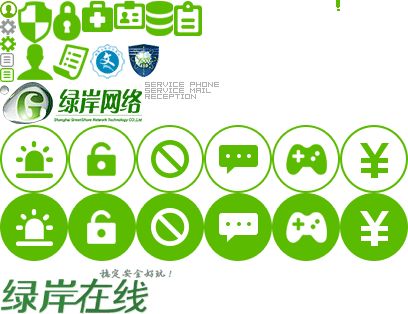 SERVICE PHONE
SERVICE MAIL
RECEPTION
绿岸网络
Shanghai GreenShore Network Technology CO.,Ltd
搞定安全好玩！
绿岸在线